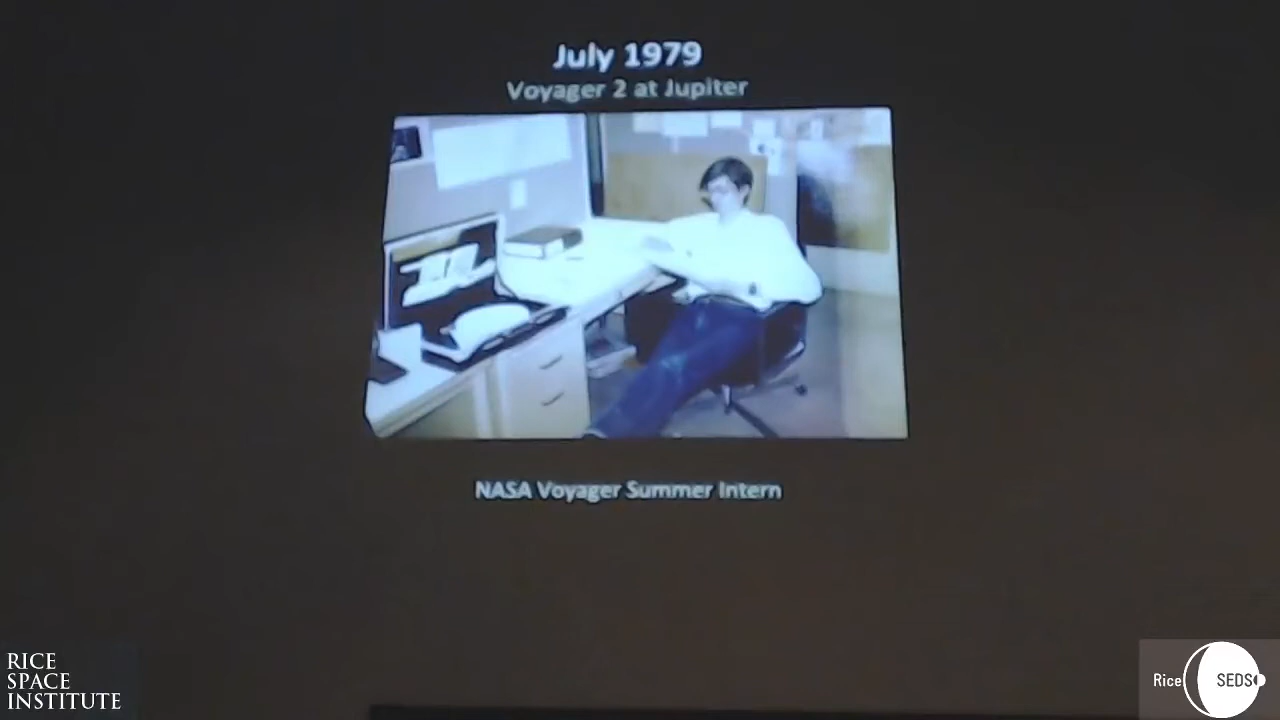 July 1979
Voyager 2 at Jupiter
NASA Voyager Summer Intern
RICE
SPACE
INSTITUTE
Rice SEDS